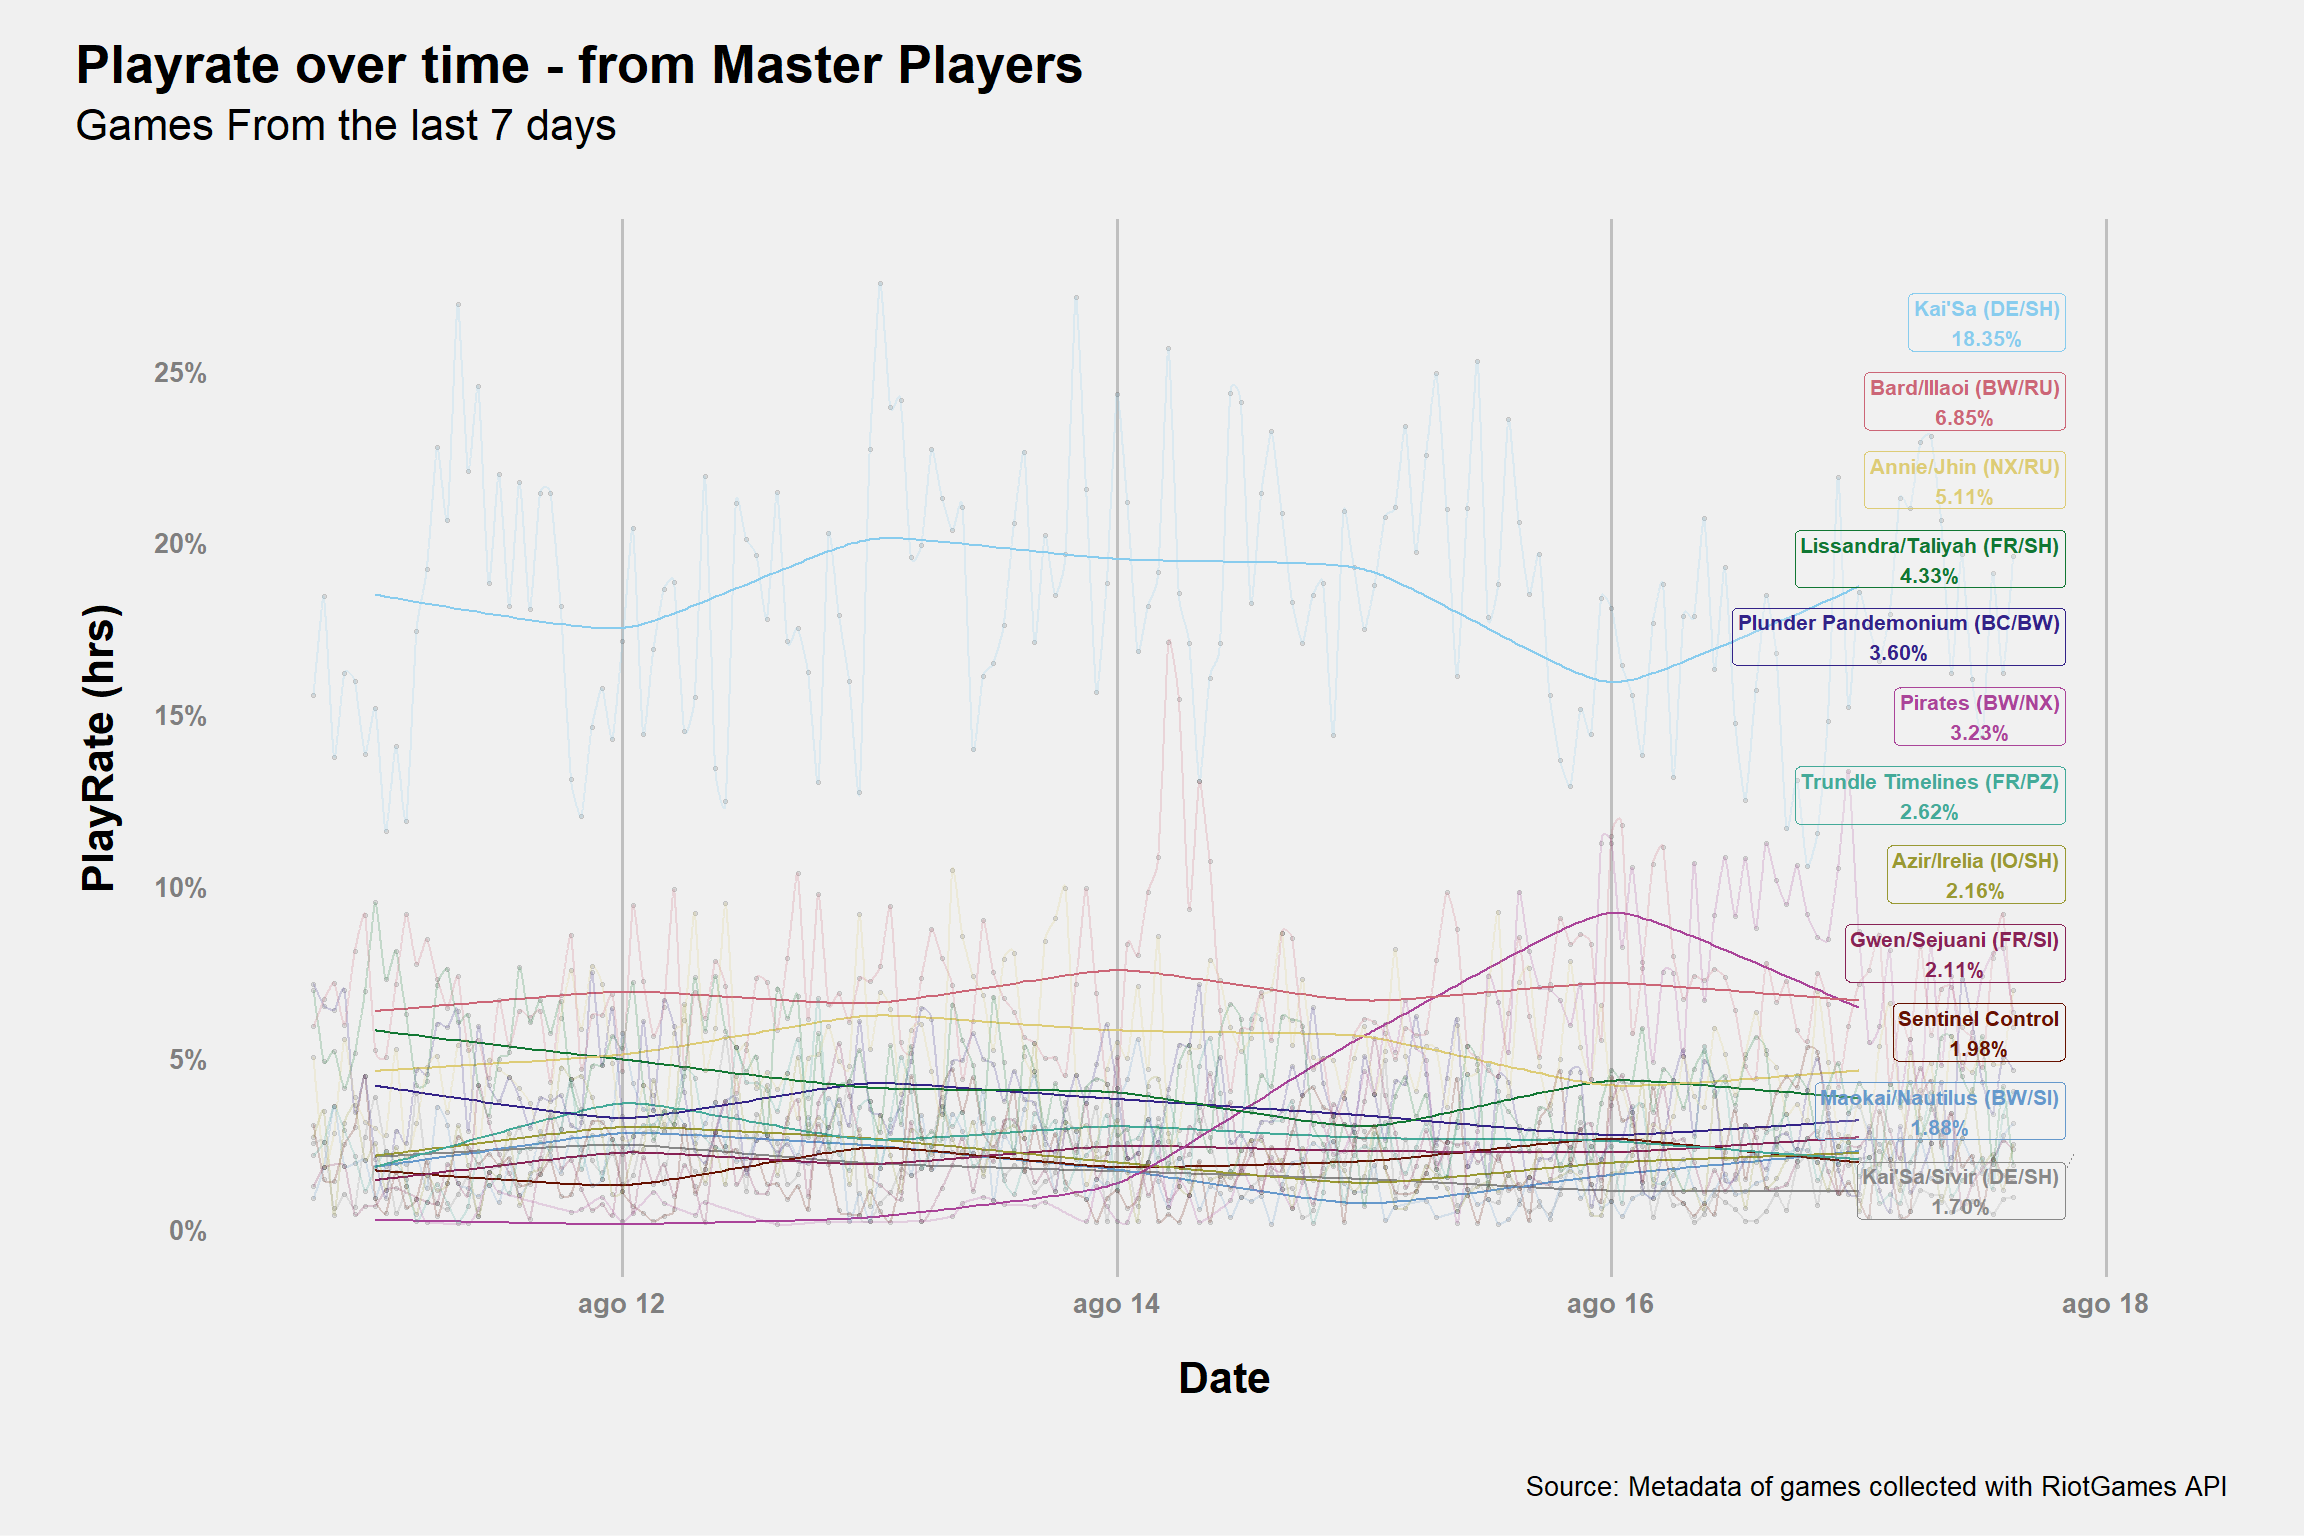 Playrate over time - from Master Players
Games From the last 7 days
PlayRate (hrs)
25%
20%
15%
10%
5%
0%
Kai'Sa (DE/SH)
18.35%
Bard/Illaoi (BW/RU)
6.85%
Annie/Jhin (NX/RU)
5.11%
Lissandra/Taliyah (FR/SH)
4.33%
Plunder Pandemonium (BC/BW)
3.60%
Pirates (BW/NX)
3.23%
Trundle Timelines (FR/PZ)
2.62%
Azir/Irelia (IO/SH)
2.16%
Gwen/Sejuani (FR/SI)
2.11%
Sentinel Control
1.98%
Maokai/Nautilus (BW/SI)
1.88%
Kai'Sa/Sivir (DE/SH)
1.70%
ago 12
ago 14
ago 16
ago 18
Date
Source: Metadata of games collected with RiotGames API